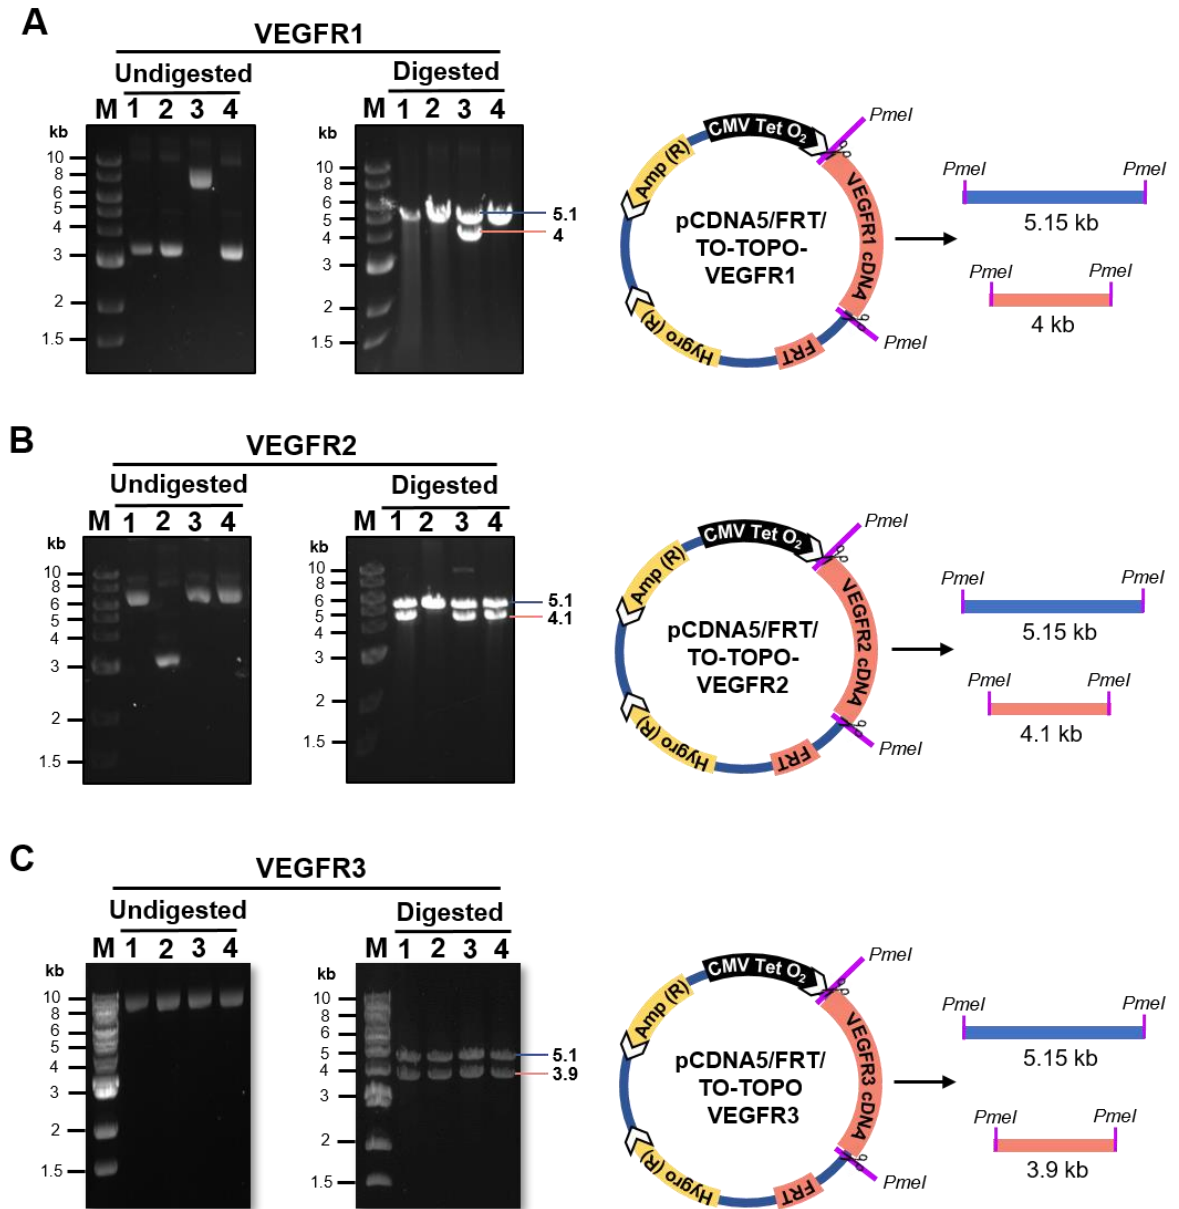 A
VEGFR1
Undigested
Digested
M 1 2 3 4
M 1 2 3 4
kb
10
8
6
5
4
3
2
1.5
kb
10
8
6
5
4
3
2
1.5
5.1
4
CMV Tet O2
Amp (R)
VEGFR1 cDNA
FRT
Hygro (R)
PmeI
PmeI
pCDNA5/FRT/
TO-TOPO-
VEGFR1
PmeI PmeI
5.15 kb
PmeI PmeI
4 kb
B
VEGFR2
Undigested
Digested
M 1 2 3 4
M 1 2 3 4
kb
10
8
6
5
4
3
2
1.5
kb
10
8
6
5
4
3
2
1.5
5.1
4.1
CMV Tet O2
Amp (R)
VEGFR2 cDNA
FRT
Hygro (R)
PmeI
PmeI
pCDNA5/FRT/
TO-TOPO-
VEGFR2
PmeI PmeI
5.15 kb
PmeI PmeI
4.1 kb
C
VEGFR3
Undigested
Digested
M 1 2 3 4
M 1 2 3 4
kb
10
8
6
5
4
3
2
1.5
kb
10
8
6
5
4
3
2
1.5
5.1
3.9
CMV Tet O2
Amp (R)
VEGFR3 cDNA
FRT
Hygro (R)
PmeI
PmeI
pCDNA5/FRT/
TO-TOPO
VEGFR3
PmeI PmeI
5.15 kb
PmeI PmeI
3.9 kb